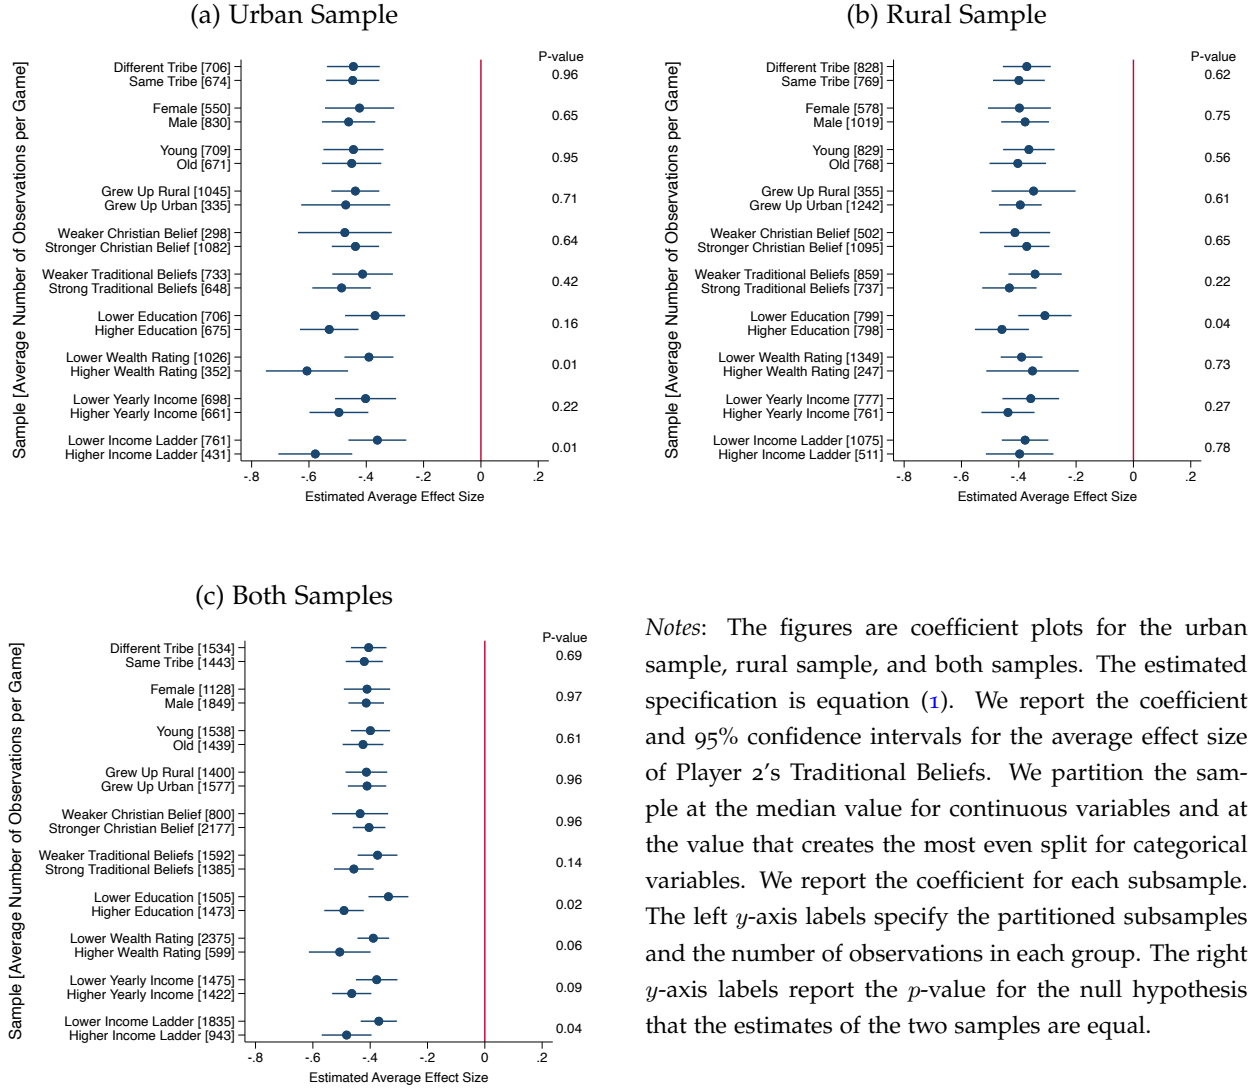 (a) Urban Sample
Sample [Average Number of Observations per Game]
P-value
Different Tribe [706]
Same Tribe [674]
0.96
Female [550]
Male [830]
0.65
Young [709]
Old [671]
0.95
Grew Up Rural [1045]
Grew Up Urban [335]
0.71
Weaker Christian Belief [298]
Stronger Christian Belief [1082]
0.64
Weaker Traditional Beliefs [733]
Strong Traditional Beliefs [648]
0.42
Lower Education [706]
Higher Education [675]
0.16
Lower Wealth Rating [1026]
Higher Wealth Rating [352]
0.01
Lower Yearly Income [698]
Higher Yearly Income [661]
0.22
Lower Income Ladder [761]
Higher Income Ladder [431]
0.01
-.8 -.6 -.4 -.2 0 .2
Estimated Average Effect Size
(b) Rural Sample
Sample [Average Number of Observations per Game]
P-value
Different Tribe [828]
Same Tribe [769]
0.62
Female [578]
Male [1019]
0.75
Young [829]
Old [768]
0.56
Grew Up Rural [355]
Grew Up Urban [1242]
0.61
Weaker Christian Belief [502]
Stronger Christian Belief [1095]
0.65
Weaker Traditional Beliefs [859]
Strong Traditional Beliefs [737]
0.22
Lower Education [799]
Higher Education [798]
0.04
Lower Wealth Rating [1349]
Higher Wealth Rating [247]
0.73
Lower Yearly Income [777]
Higher Yearly Income [761]
0.27
Lower Income Ladder [1075]
Higher Income Ladder [511]
0.78
-.8 -.6 -.4 -.2 0 .2
Estimated Average Effect Size
(c) Both Samples
Sample [Average Number of Observations per Game]
P-value
Different Tribe [1534]
Same Tribe [1443]
0.69
Female [1128]
Male [1849]
0.97
Young [1538]
Old [1439]
0.61
Grew Up Rural [1400]
Grew Up Urban [1577]
0.96
Weaker Christian Belief [800]
Stronger Christian Belief [2177]
0.96
Weaker Traditional Beliefs [1592]
Strong Traditional Beliefs [1385]
0.14
Lower Education [1505]
Higher Education [1473]
0.02
Lower Wealth Rating [2375]
Higher Wealth Rating [599]
0.06
Lower Yearly Income [1475]
Higher Yearly Income [1422]
0.09
Lower Income Ladder [1835]
Higher Income Ladder [943]
0.04
-.8 -.6 -.4 -.2 0 .2
Estimated Average Effect Size
Notes: The figures are coefficient plots for the urban
sample, rural sample, and both samples. The estimated
specification is equation (1). We report the coefficient
and 95% confidence intervals for the average effect size
of Player 2's Traditional Beliefs. We partition the sam-
ple at the median value for continuous variables and at
the value that creates the most even split for categorical
variables. We report the coefficient for each subsample.
The left y-axis labels specify the partitioned subsamples
and the number of observations in each group. The right
y-axis labels report the p-value for the null hypothesis
that the estimates of the two samples are equal.